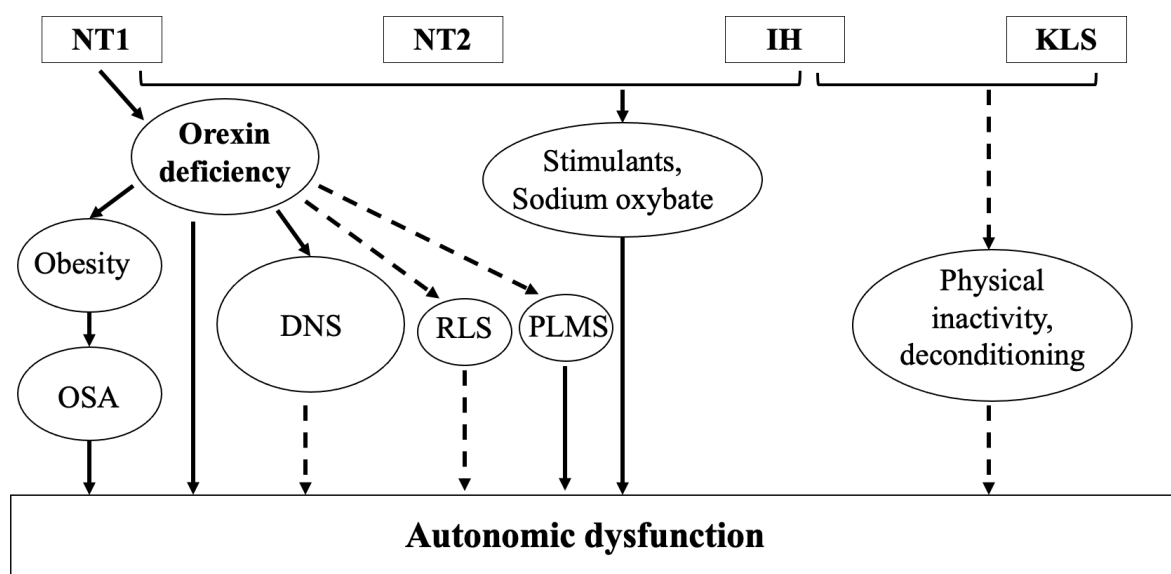 NT1
NT2
IH
KLS
Orexin
deficiency
Stimulants,
Sodium oxybate
Obesity
DNS
RLS
PLMS
Physical
inactivity,
deconditioning
OSA
Autonomic dysfunction